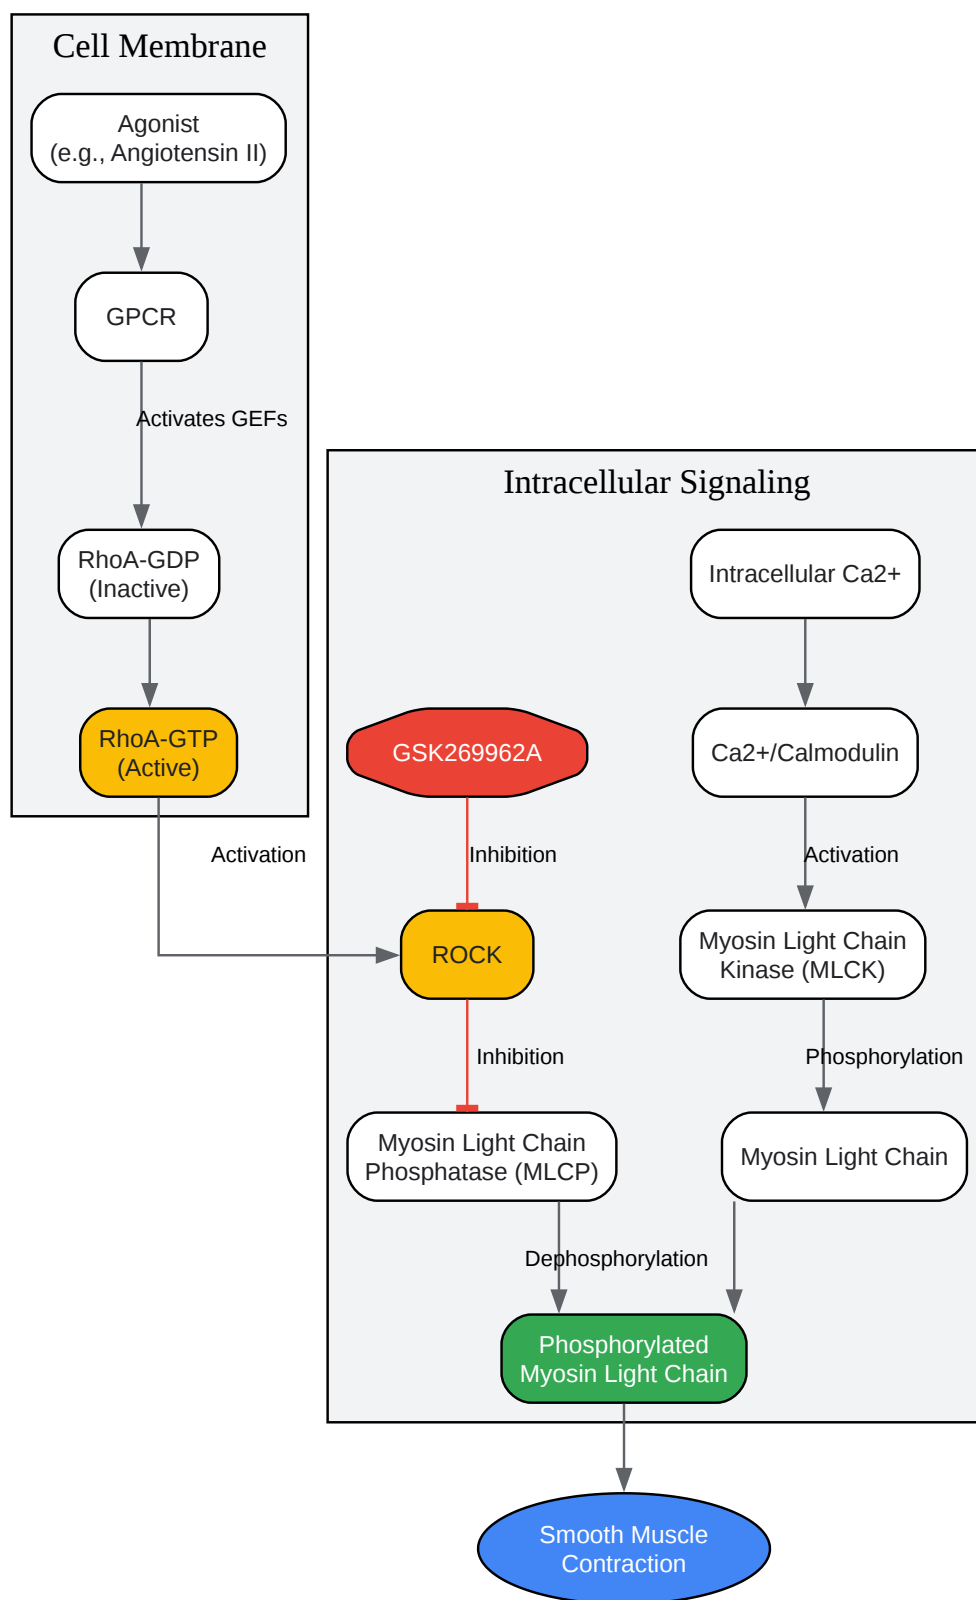 Cell Membrane
Agonist
(e.g., Angiotensin II)
GPCR
Activates GEFs
RhoA-GDP
(Inactive)
RhoA-GTP
(Active)
Activation
Intracellular Signaling
Intracellular Ca2+
GSK269962A
Ca2+/Calmodulin
Inhibition
Activation
ROCK
Myosin Light Chain
Kinase (MLCK)
Inhibition
Phosphorylation
Myosin Light Chain
Phosphatase (MLCP)
Myosin Light Chain
Dephosphorylation
Phosphorylated
Myosin Light Chain
Smooth Muscle
Contraction